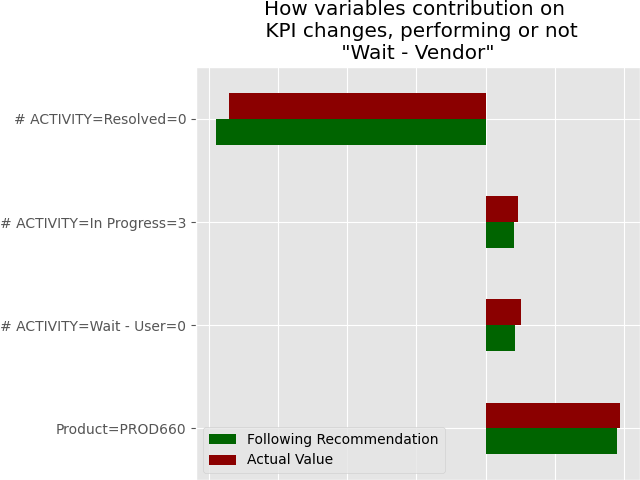 How variables contribution on
KPI changes, performing or not
"Wait - Vendor"
# ACTIVITY=Resolved=0
# ACTIVITY=In Progress=3
# ACTIVITY=Wait - User=0
Product=PROD660
Following Recommendation
Actual Value